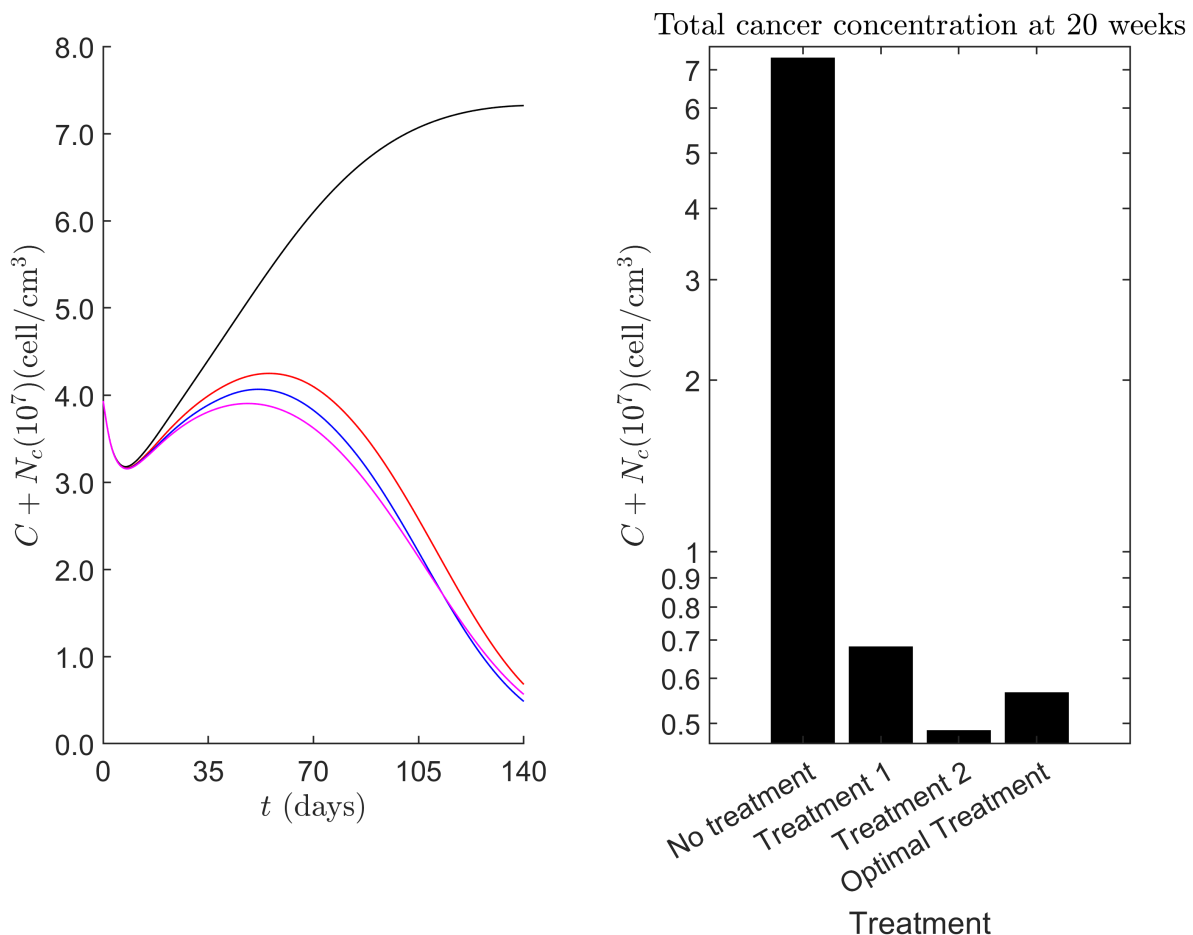 8.0
7.0
6.0
5.0
4.0
3.0
2.0
1.0
0.0
C + N_c(10^7)(cell/cm^3)
0 35 70 105 140
t (days)
Total cancer concentration at 20 weeks
7
6
5
4
3
2
1
0.9
0.8
0.7
0.6
0.5
C + N_c(10^7)(cell/cm^3)
No treatment
Treatment 1
Treatment 2
Optimal Treatment
Treatment